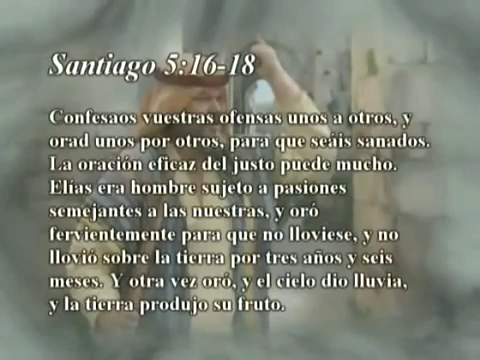 Santiago 5:16-18
Confesaos vuestras ofensas unos a otros, y
orad unos por otros, para que seáis sanados.
La oración eficaz del justo puede mucho.
Elías era hombre sujeto a pasiones
semejantes a las nuestras, y oró
fervientemente para que no lloviese, y no
llovió sobre la tierra por tres años y seis
meses. Y otra vez oró, y el cielo dio lluvia,
y la tierra produjo su fruto.